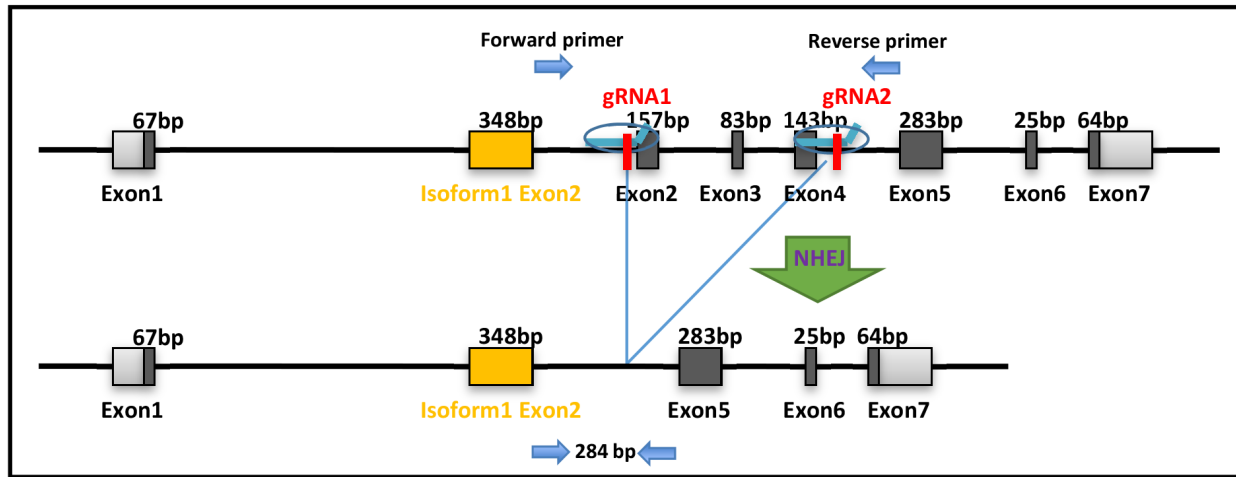 Forward primer
Reverse primer
gRNA1
gRNA2
67bp
348bp
157bp
83bp
143bp
283bp
25bp
64bp
Exon1
Isoform1 Exon2
Exon2
Exon3
Exon4
Exon5
Exon6
Exon7
NHEJ
67bp
348bp
283bp
25bp
64bp
Exon1
Isoform1 Exon2
Exon5
Exon6
Exon7
284 bp